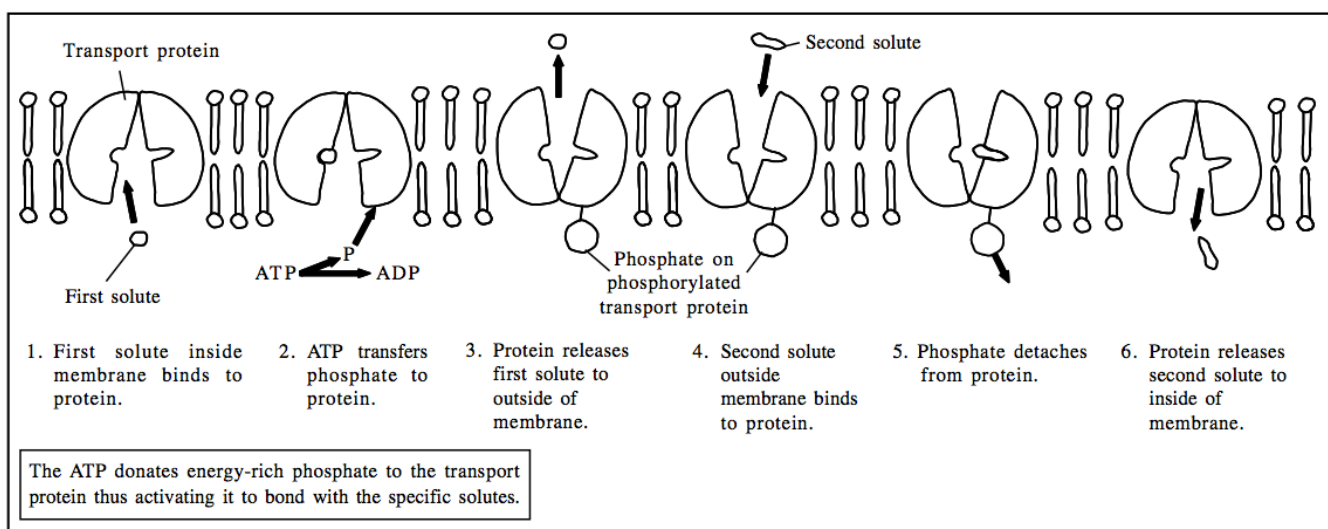 Transport protein
Second solute
ATP
P
ADP
First solute
Phosphate on
phosphorylated
transport protein
1. First solute inside
membrane binds to
protein.
2. ATP transfers
phosphate to
protein.
3. Protein releases
first solute to
outside of
membrane.
4. Second solute
outside
membrane binds
to protein.
5. Phosphate detaches
from protein.
6. Protein releases
second solute to
inside of
membrane.
The ATP donates energy-rich phosphate to the transport
protein thus activating it to bond with the specific solutes.